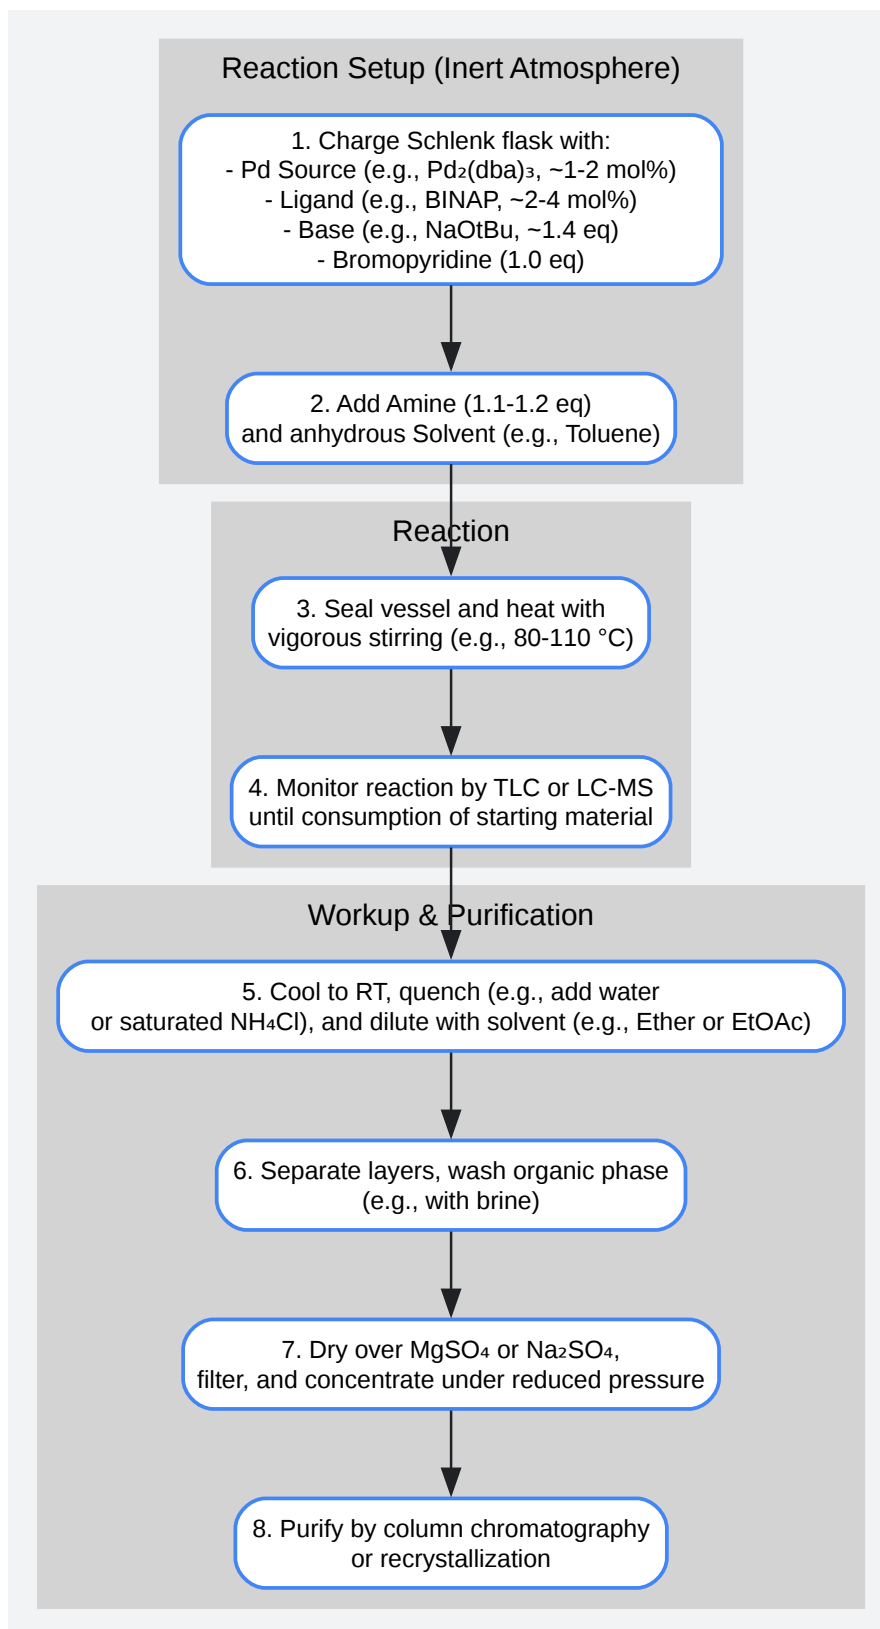 Reaction Setup (Inert Atmosphere)
1. Charge Schlenk flask with:
- Pd Source (e.g., Pd₂(dba)₃, ~1-2 mol%)
- Ligand (e.g., BINAP, ~2-4 mol%)
- Base (e.g., NaOtBu, ~1.4 eq)
- Bromopyridine (1.0 eq)
2. Add Amine (1.1-1.2 eq)
and anhydrous Solvent (e.g., Toluene)
Reaction
3. Seal vessel and heat with
vigorous stirring (e.g., 80-110 °C)
4. Monitor reaction by TLC or LC-MS
until consumption of starting material
Workup & Purification
5. Cool to RT, quench (e.g., add water
or saturated NH₄Cl), and dilute with solvent (e.g., Ether or EtOAc)
6. Separate layers, wash organic phase
(e.g., with brine)
7. Dry over MgSO₄ or Na₂SO₄,
filter, and concentrate under reduced pressure
8. Purify by column chromatography
or recrystallization